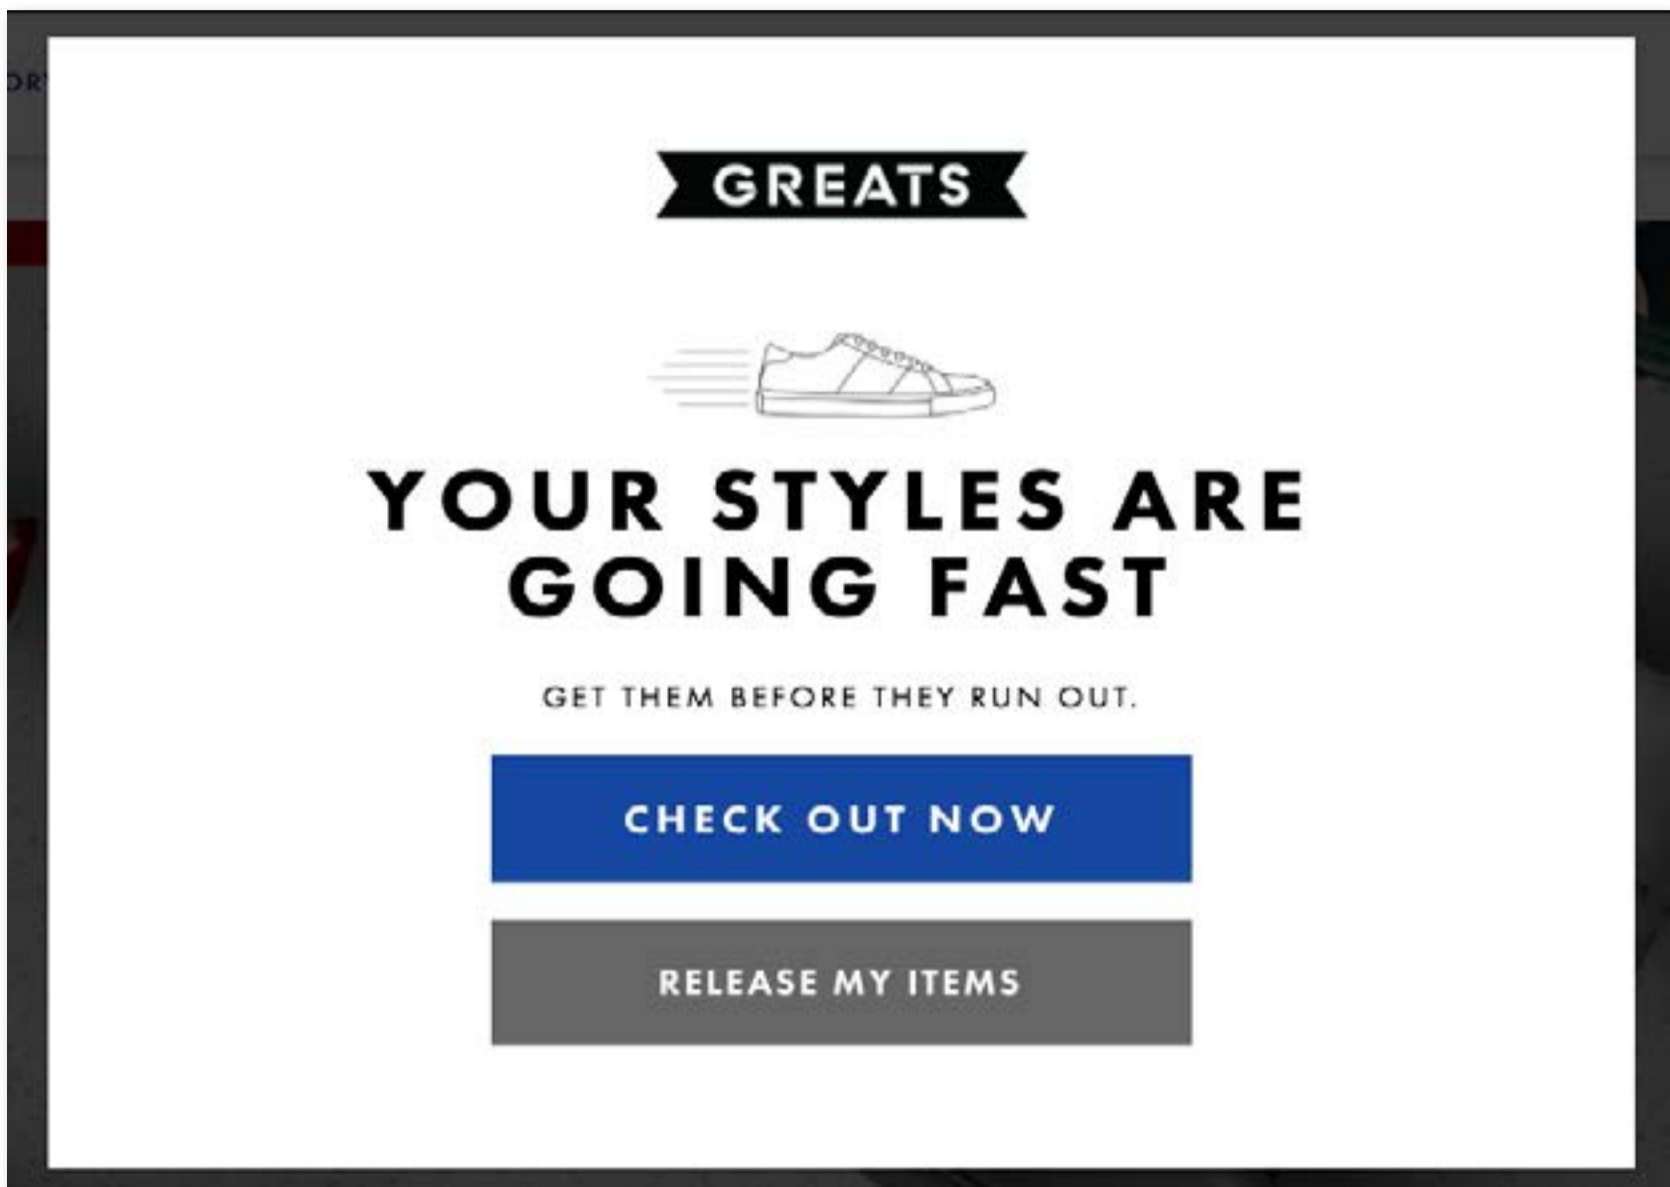 GREATS
YOUR STYLES ARE
GOING FAST
GET THEM BEFORE THEY RUN OUT.
CHECK OUT NOW
RELEASE MY ITEMS